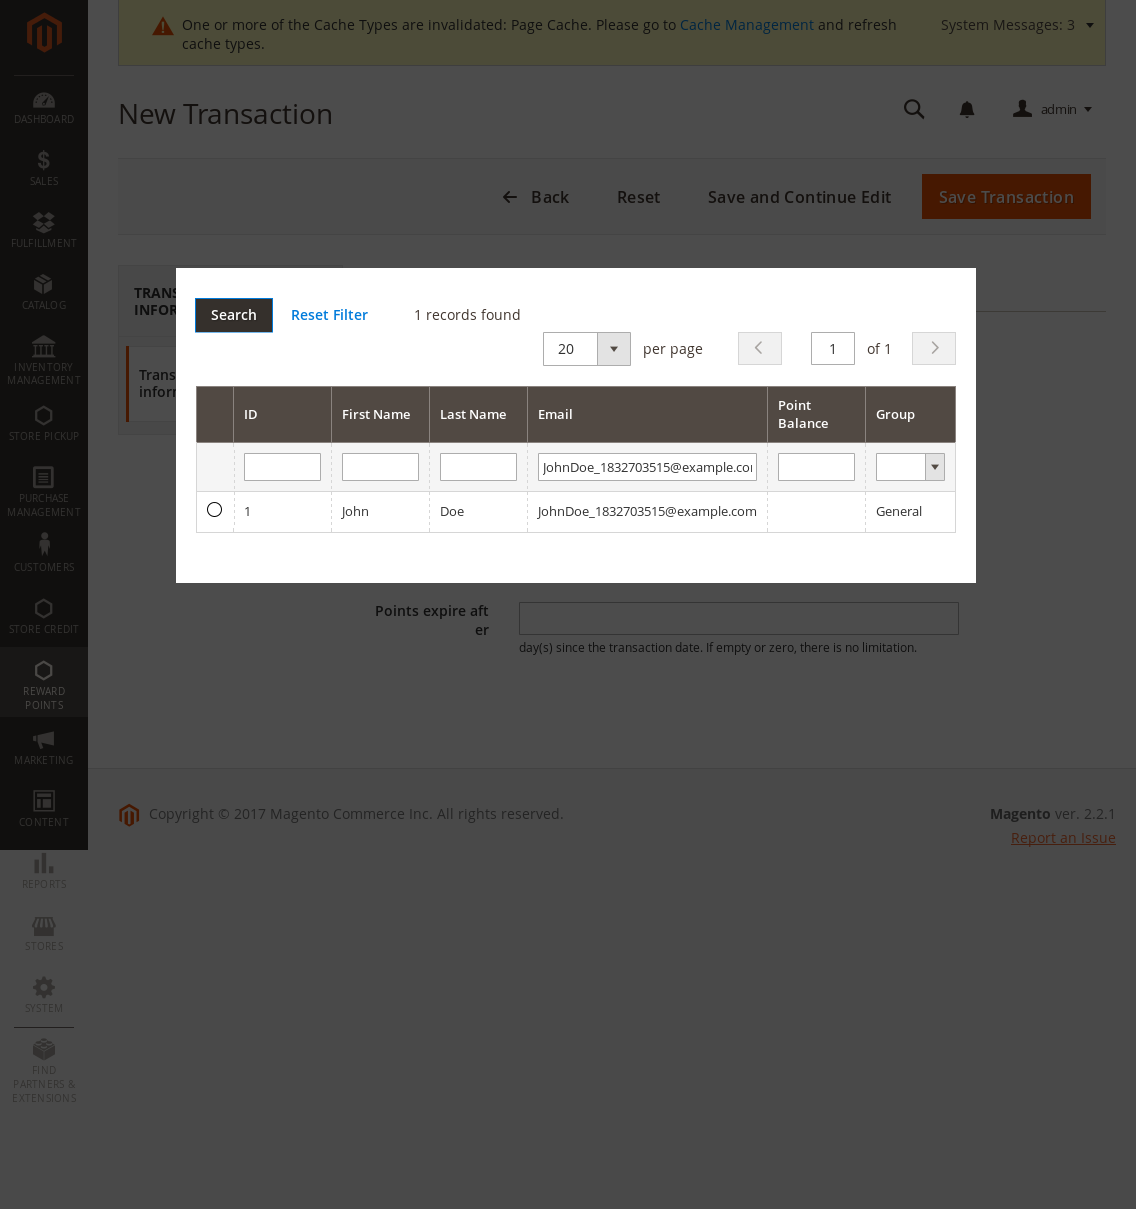 One or more of the Cache Types are invalidated: Page Cache. Please go to Cache Management and refresh
cache types.
System Messages: 3
New Transaction
admin
Back
Reset
Save and Continue Edit
Save Transaction
DASHBOARD
SALES
FULFILLMENT
CATALOG
INVENTORY
MANAGEMENT
STORE PICKUP
PURCHASE
MANAGEMENT
CUSTOMERS
STORE CREDIT
REWARD
POINTS
MARKETING
CONTENT
REPORTS
STORES
SYSTEM
FIND
PARTNERS &
EXTENSIONS
Search
Reset Filter
1 records found
20
per page
1
of 1
ID
First Name
Last Name
Email
Point
Balance
Group
JohnDoe_1832703515@example.co
1
John
Doe
JohnDoe_1832703515@example.com
General
Points expire aft
er
day(s) since the transaction date. If empty or zero, there is no limitation.
Copyright © 2017 Magento Commerce Inc. All rights reserved.
Magento ver. 2.2.1
Report an Issue